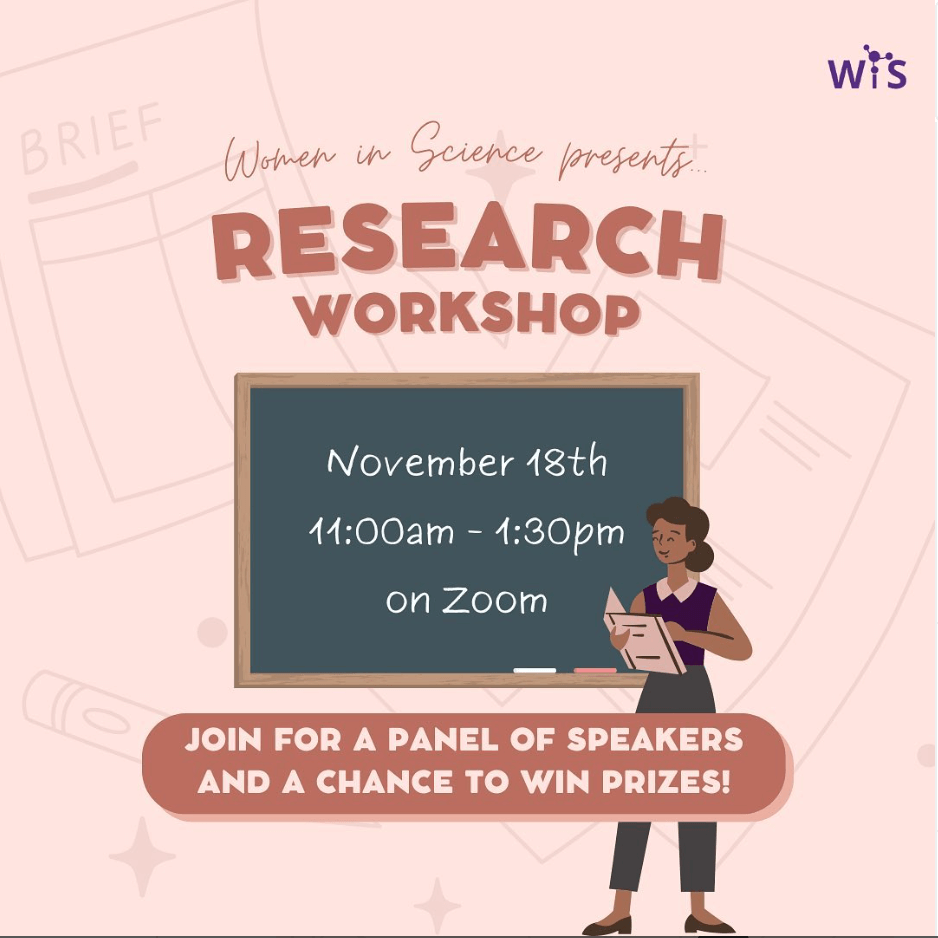 WiS
BRIEF
Women in Science presents...
RESEARCH
WORKSHOP
November 18th
11:00am - 1:30pm
on Zoom
JOIN FOR A PANEL OF SPEAKERS
AND A CHANCE TO WIN PRIZES!